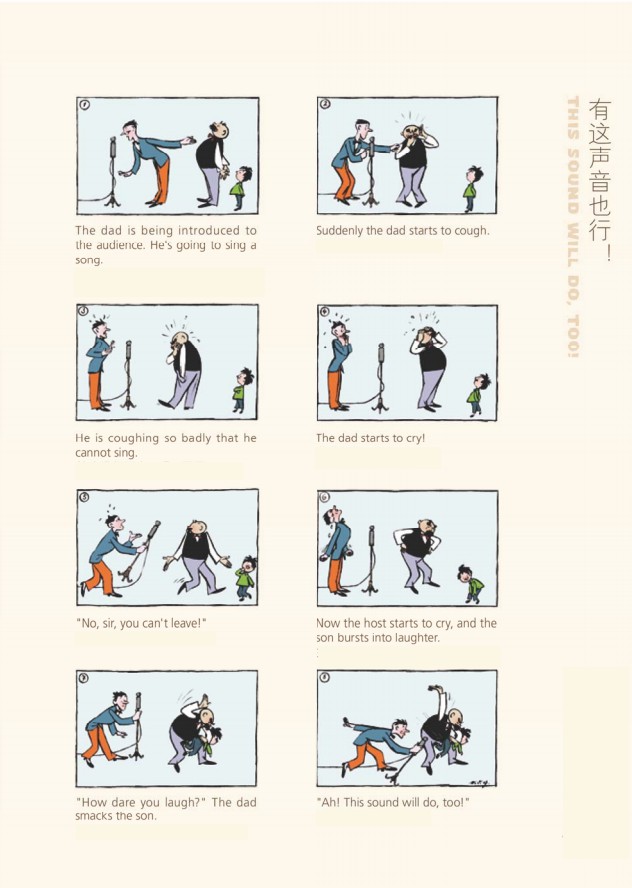 有这声音也行！
THIS SOUND WILL DO, TOO!
1
2
The dad is being introduced to
the audience. He's going to sing a
song.
Suddenly the dad starts to cough.
3
4
He is coughing so badly that he
cannot sing.
The dad starts to cry!
5
6
"No, sir, you can't leave!"
Now the host starts to cry, and the
son bursts into laughter.
7
8
"How dare you laugh?" The dad
smacks the son.
"Ah! This sound will do, too!"